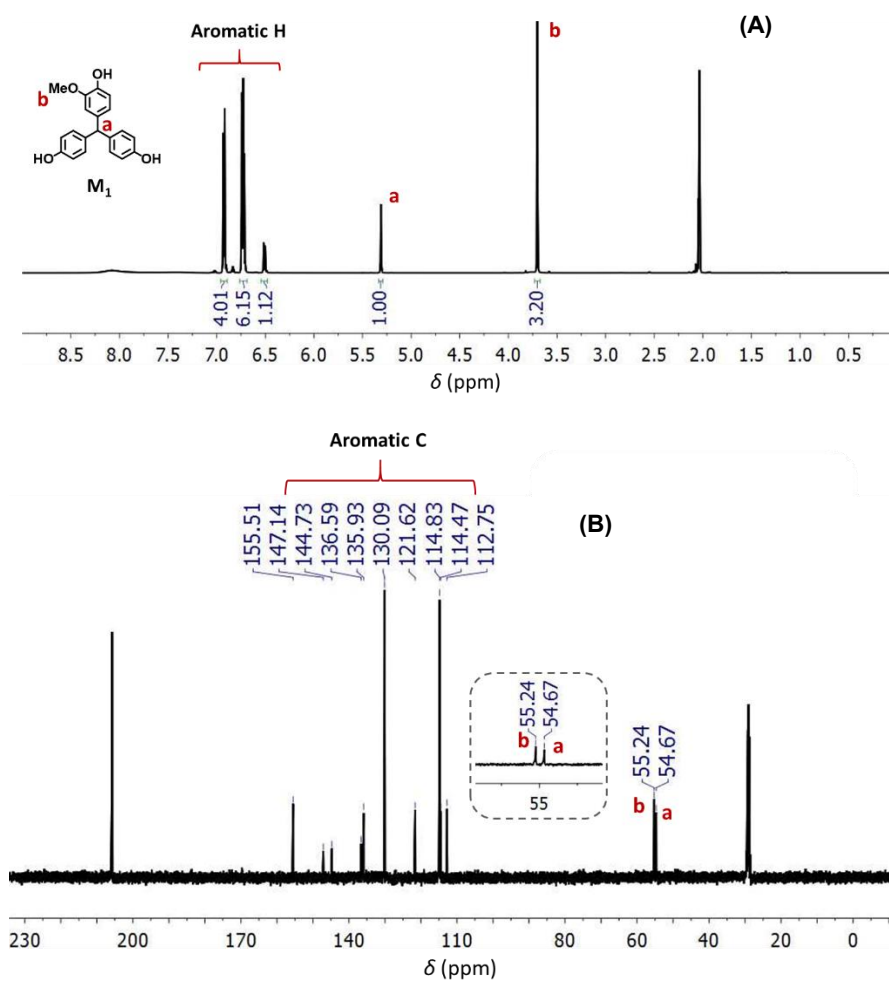 (A)
Aromatic H
b
OH
MeO
b
a
HO
OH
M1
a
4.01
6.15
1.12
1.00
3.20
8.5 8.0 7.5 7.0 6.5 6.0 5.5 5.0 4.5 4.0 3.5 3.0 2.5 2.0 1.5 1.0 0.5 0.0
δ (ppm)
Aromatic C
(B)
155.51
147.14
144.73
136.59
135.93
130.09
121.62
114.83
114.47
112.75
55.24
54.67
b
a
55
55.24
54.67
b
a
230 200 170 140 110 80 60 40 20 0
δ (ppm)